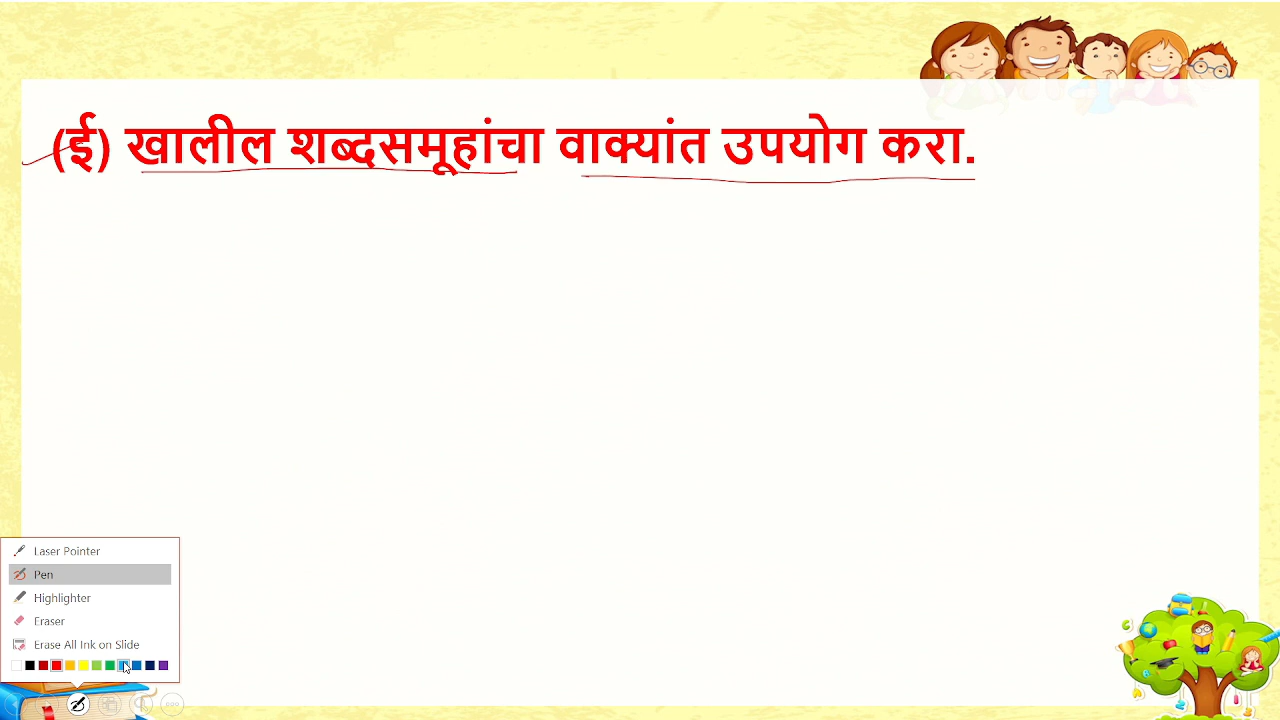 (ई) खालील शब्दसमूहांचा वाक्यांत उपयोग करा.
Laser Pointer
Pen
Highlighter
Eraser
Erase All Ink on Slide